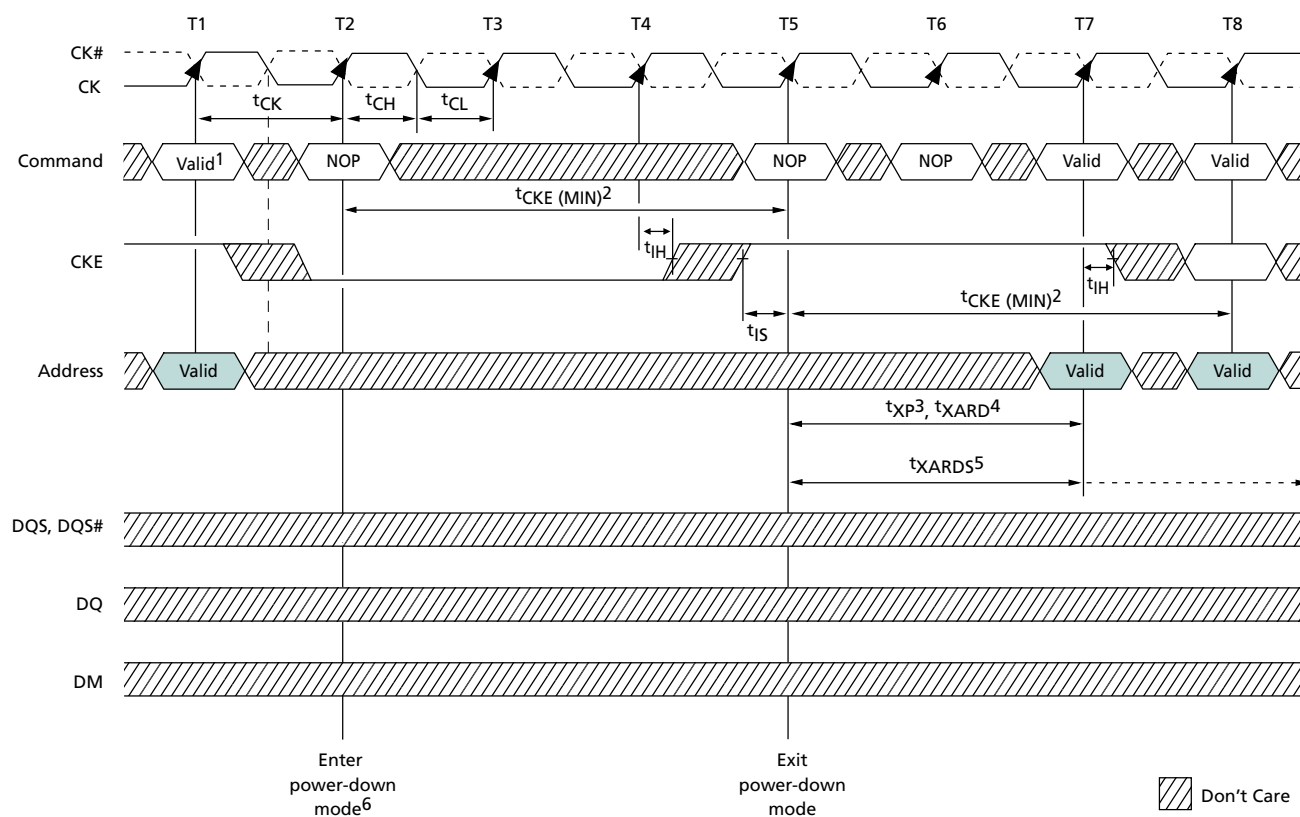 T1 T2 T3 T4 T5 T6 T7 T8
CK#
CK
tCK tCH tCL
Command Valid1 NOP NOP NOP Valid Valid
tCKE (MIN)2
tIH
CKE
tIH
tCKE (MIN)2
tIS
Address Valid Valid Valid
tXP3, tXARD4
tXARDS5
DQS, DQS#
DQ
DM
Enter
power-down
mode6
Exit
power-down
mode
Don't Care